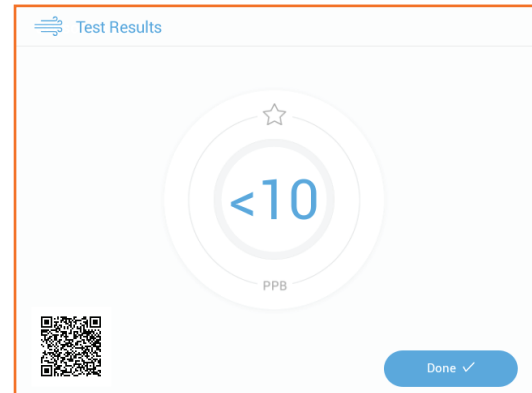 Test Results
<10
PPB
Done ✓